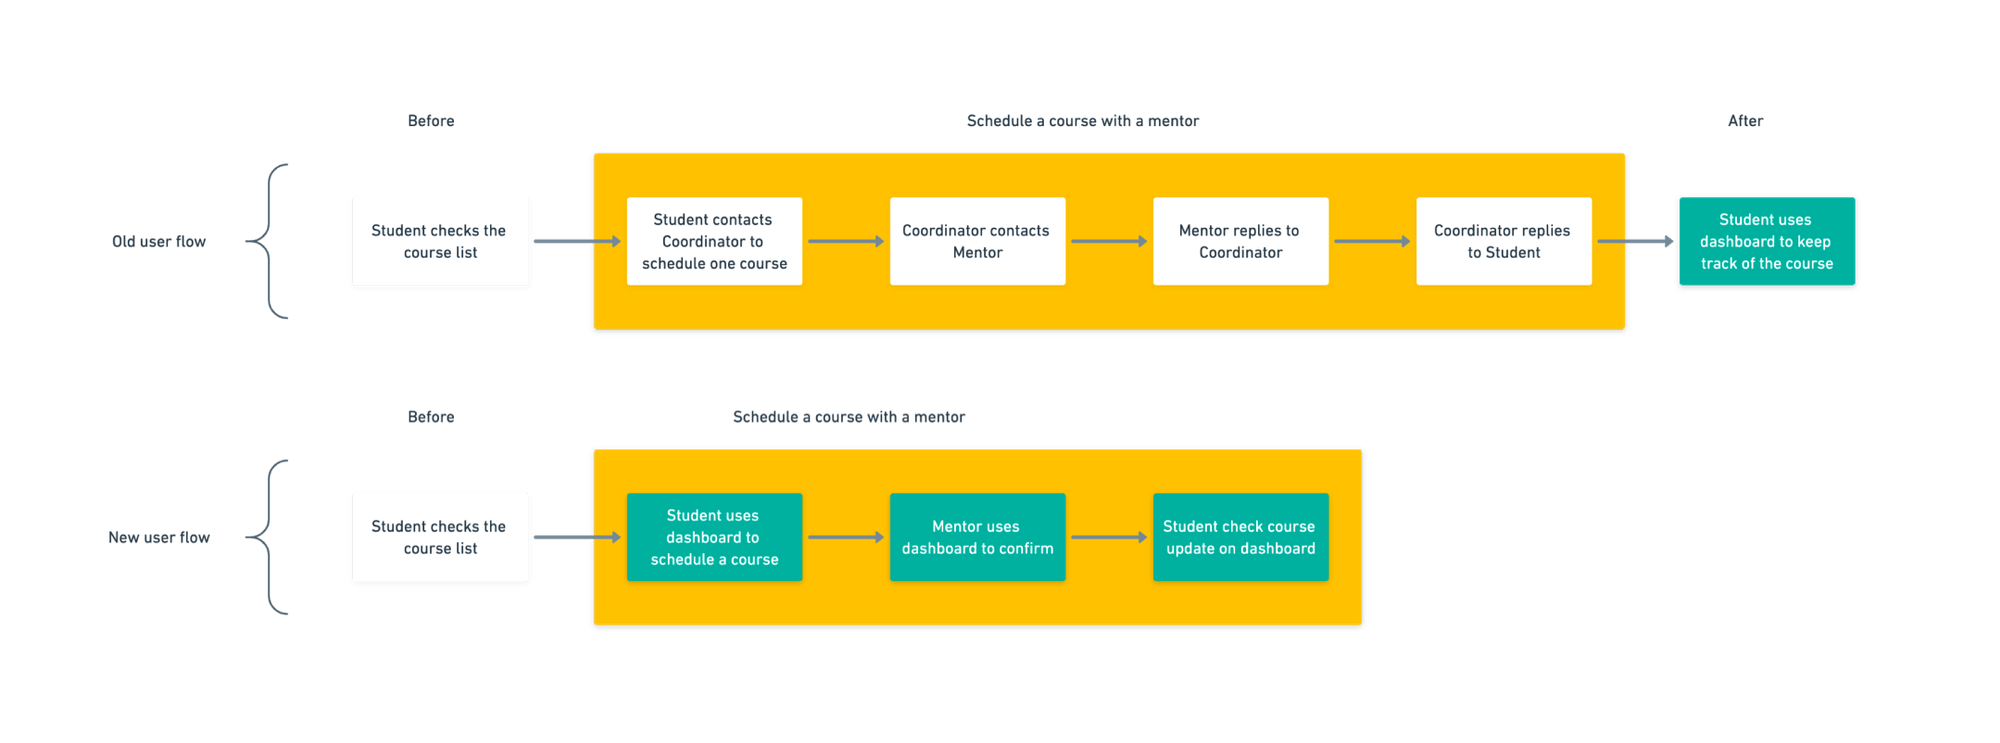 Before
Schedule a course with a mentor
After
Old user flow
Student checks the
course list
Student contacts
Coordinator to
schedule one course
Coordinator contacts
Mentor
Mentor replies to
Coordinator
Coordinator replies
to Student
Student uses
dashboard to keep
track of the course
Before
Schedule a course with a mentor
New user flow
Student checks the
course list
Student uses
dashboard to
schedule a course
Mentor uses
dashboard to confirm
Student check course
update on dashboard